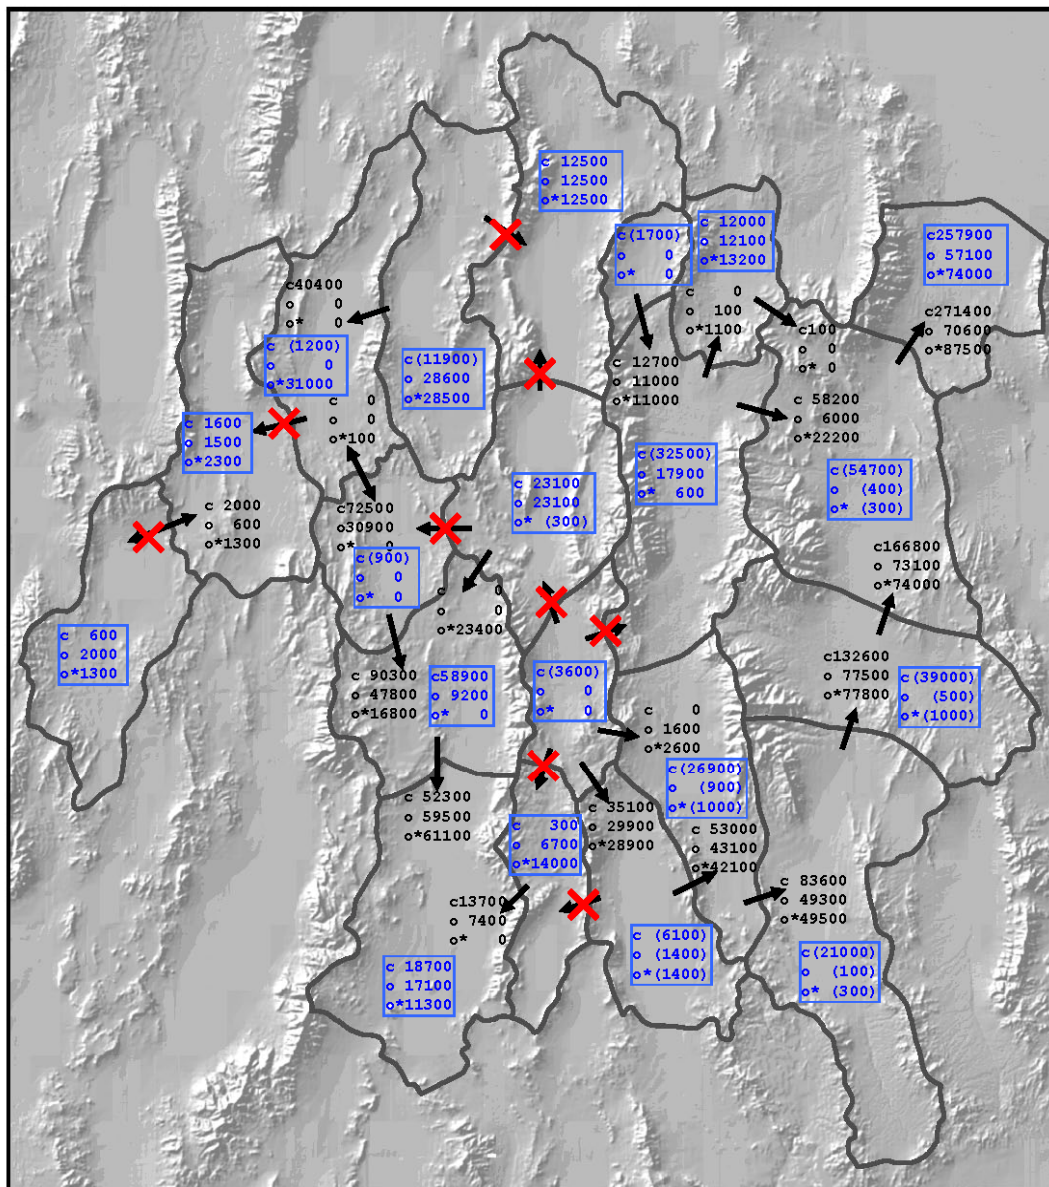 c 12500
o 12500
o*12500
c(1700)
o 0
o* 0
c 12000
o 12100
o*13200
c257900
o 57100
o*74000
c40400
o 0
o* 0
c 0
o 100
o*1100
c271400
o 70600
o*87500
c100
o 0
o* 0
c (1200)
o 0
o*31000
c(11900)
o 28600
o*28500
c 12700
o 11000
o*11000
c 0
o 0
o*100
c 58200
o 6000
o*22200
c 1600
o 1500
o*2300
c(32500)
o 17900
o* 600
c(54700)
o (400)
o* (300)
c 23100
o 23100
o* (300)
c 2000
o 600
o*1300
c72500
o30900
o* 0
c166800
o 73100
o*74000
c(900)
o 0
o* 0
c 0
o 0
o*23400
c 600
o 2000
o*1300
c 90300
o 47800
o*16800
c58900
o 9200
o* 0
c(3600)
o 0
o* 0
c132600
o 77500
o*77800
c(39000)
o (500)
o*(1000)
c 0
o 1600
o*2600
c(26900)
o (900)
o*(1000)
c 52300
o 59500
o*61100
c 35100
o 29900
o*28900
c 300
o 6700
o*14000
c 53000
o 43100
o*42100
c13700
o 7400
o* 0
c 83600
o 49300
o*49500
c (6100)
o (1400)
o*(1400)
c(21000)
o (100)
o* (300)
c 18700
o 17100
o*11300